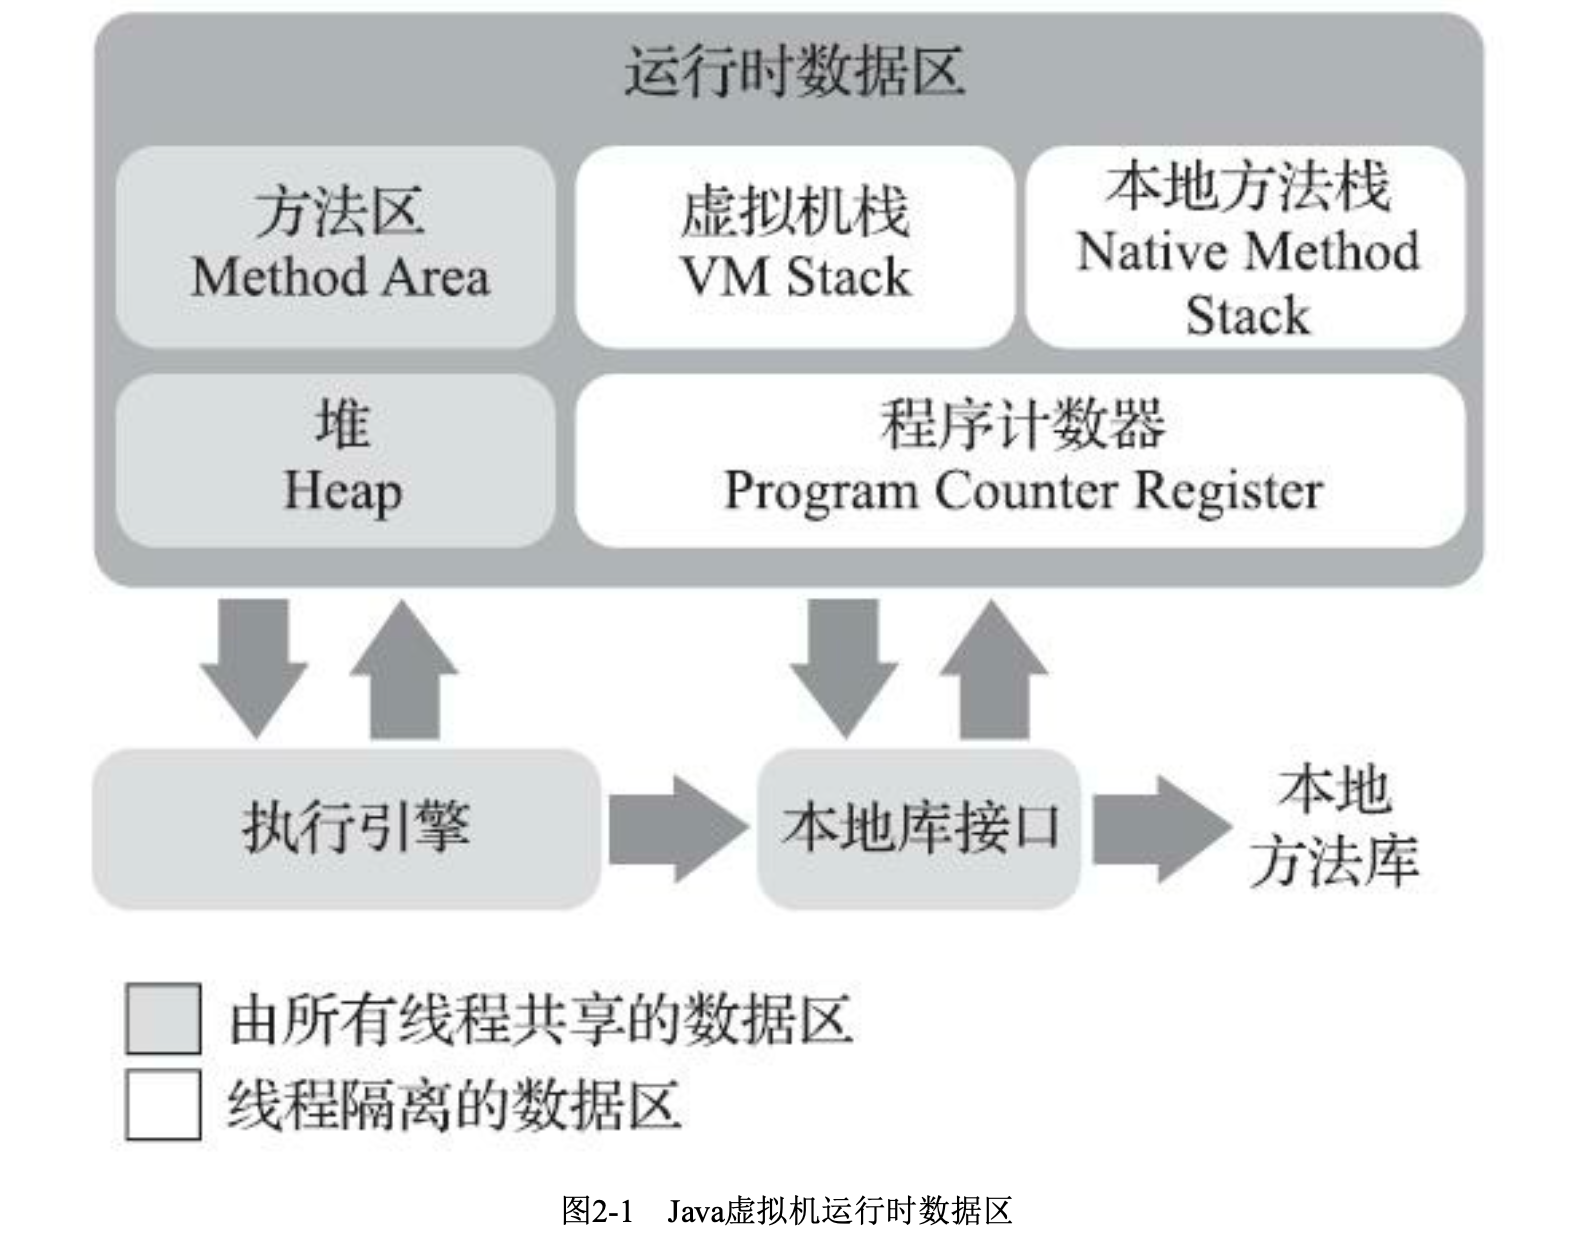 运行时数据区
方法区
Method Area
虚拟机栈
VM Stack
本地方法栈
Native Method
Stack
堆
Heap
程序计数器
Program Counter Register
执行引擎
本地库接口
本地
方法库
由所有线程共享的数据区
线程隔离的数据区
图2-1 Java虚拟机运行时数据区